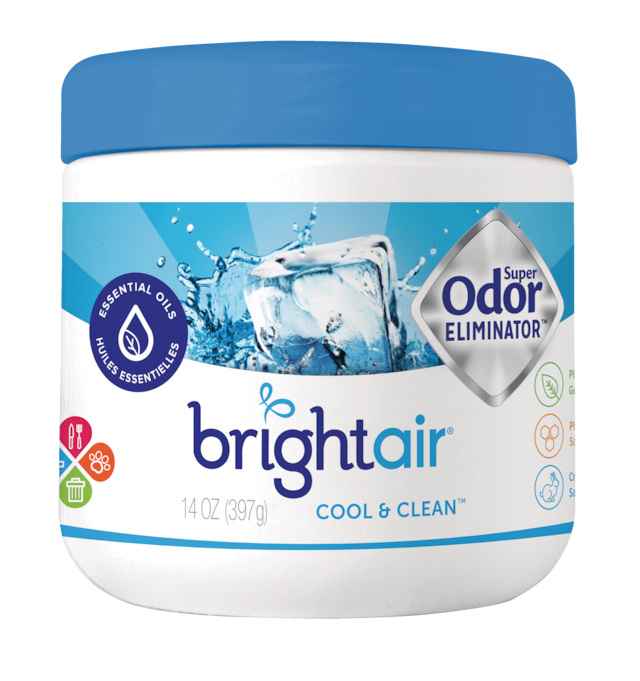 ESSENTIAL OILS
HUILES ESSENTIELLES
Super
Odor
ELIMINATOR™
brightair®
14 OZ (397g)
COOL & CLEAN™